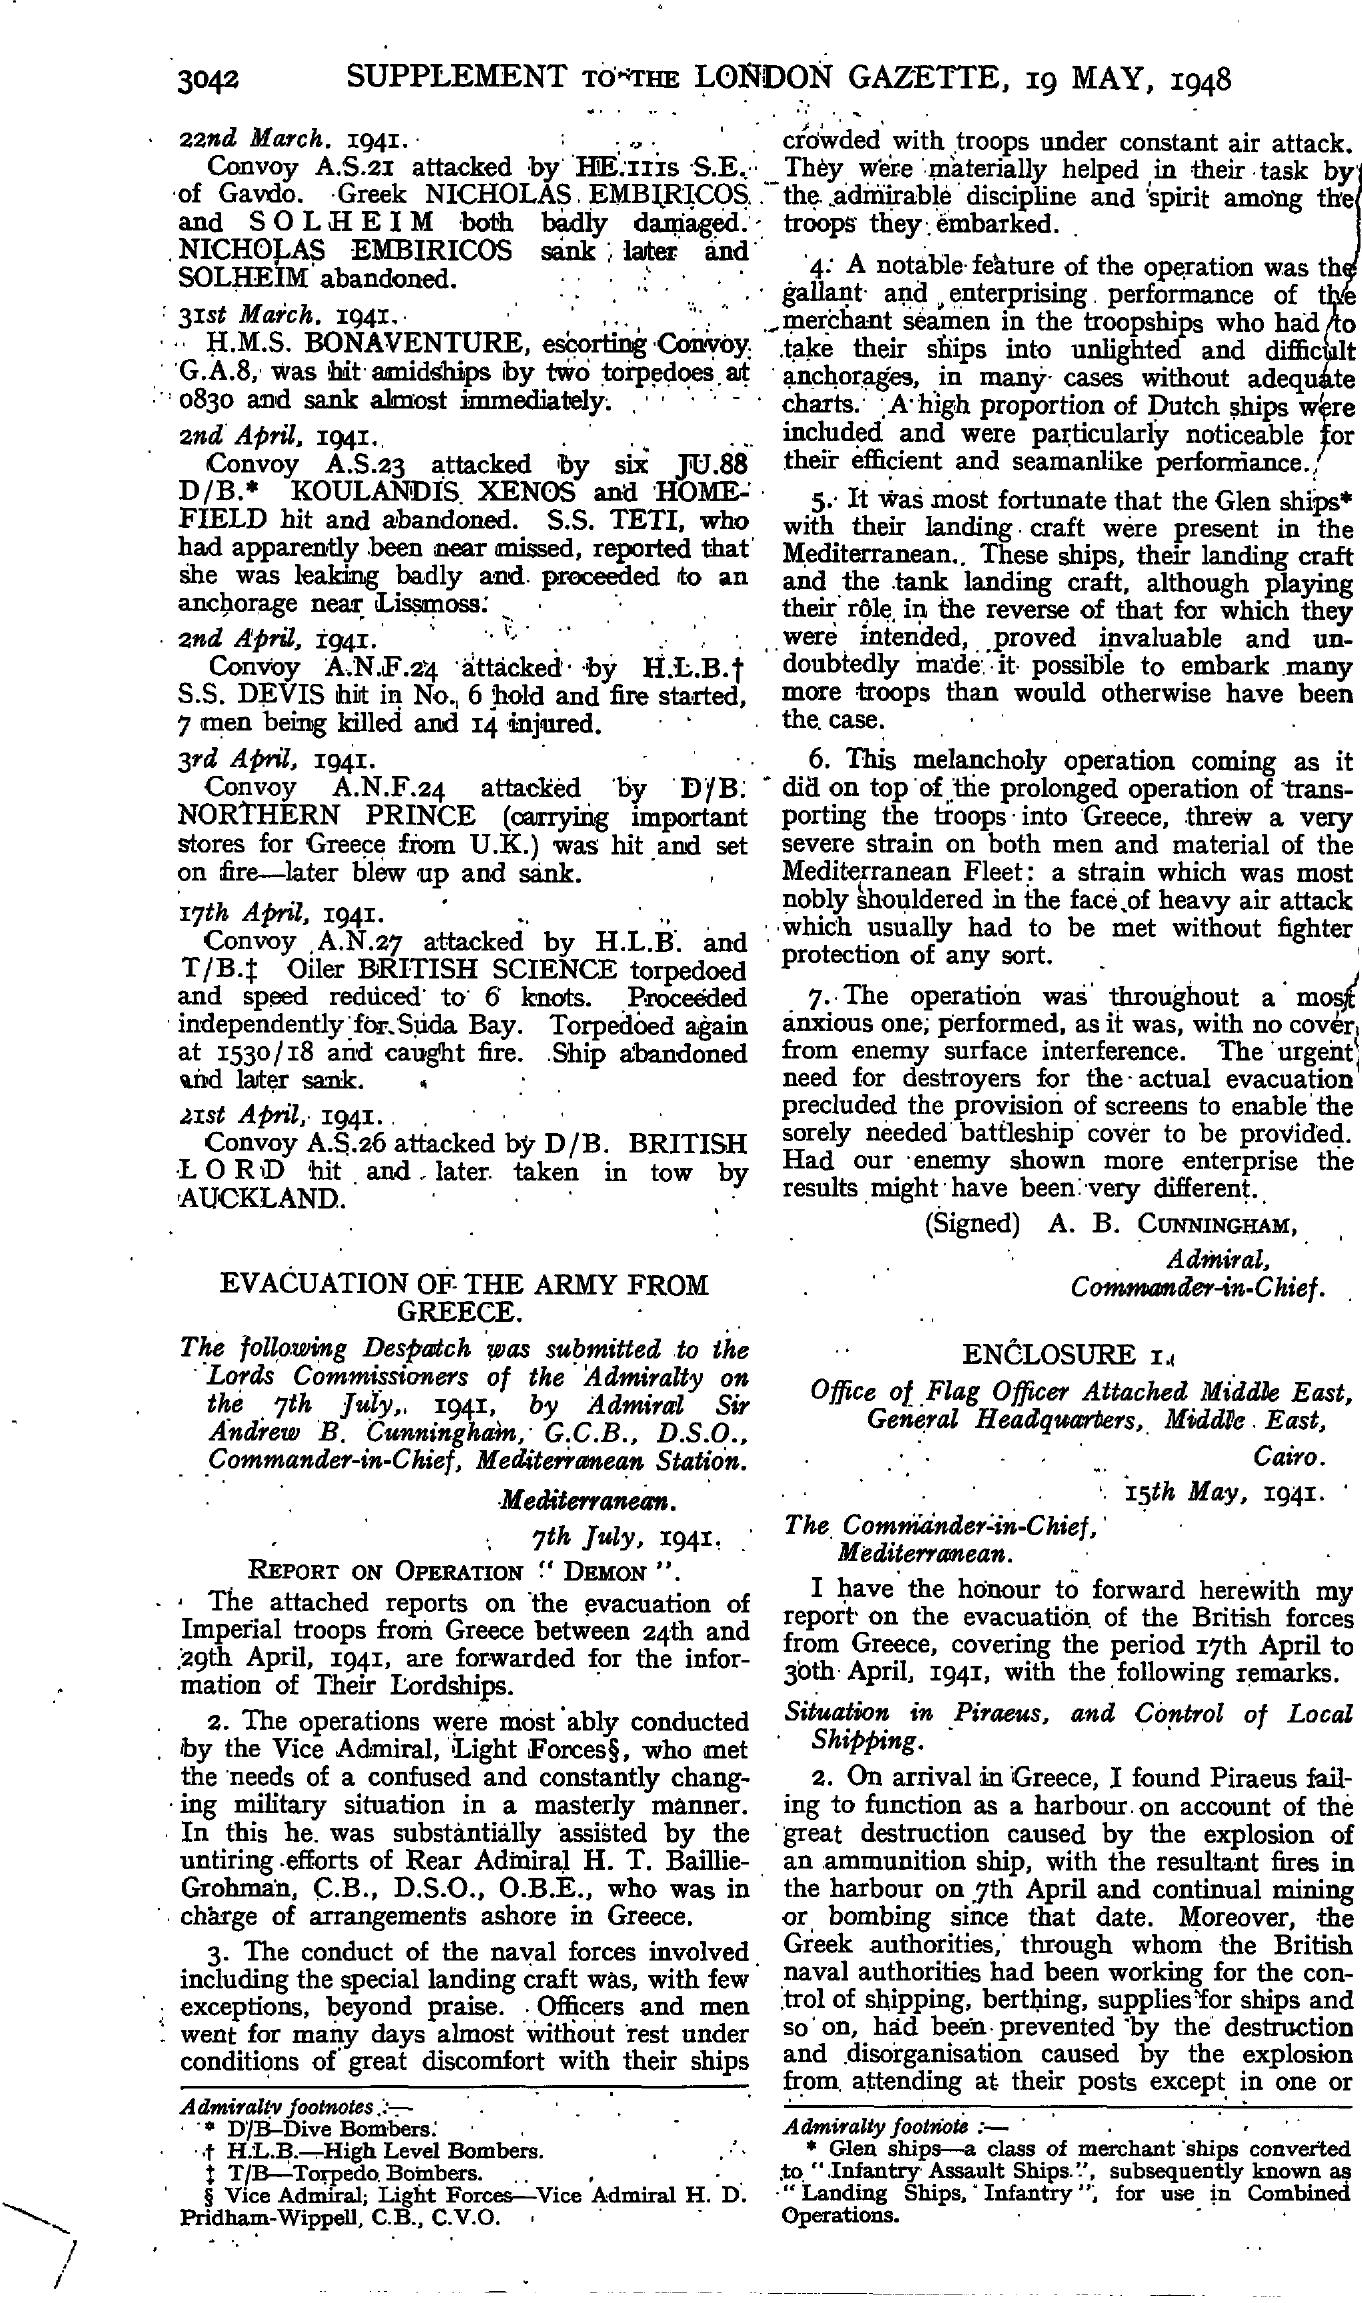 3042 SUPPLEMENT TO THE LONDON GAZETTE, 19 MAY, 1948
22nd March. 1941.
Convoy A.S.21 attacked by HE.111s S.E.
of Gavdo. Greek NICHOLAS EMBIRICOS
and SOLHEIM both badly damaged.
NICHOLAS EMBIRICOS sank later and
SOLHEIM abandoned.
31st March. 1941.
H.M.S. BONAVENTURE, escorting Convoy
G.A.8, was hit amidships by two torpedoes at
0830 and sank almost immediately.
2nd April, 1941.
Convoy A.S.23 attacked by six JU.88
D/B.* KOULANDIS XENOS and HOME-
FIELD hit and abandoned. S.S. TETI, who
had apparently been near missed, reported that
she was leaking badly and proceeded to an
anchorage near Lissmoss.
2nd April, 1941.
Convoy A.N.F.24 attacked by H.L.B.†
S.S. DEVIS hit in No. 6 hold and fire started,
7 men being killed and 14 injured.
3rd April, 1941.
Convoy A.N.F.24 attacked by D/B.
NORTHERN PRINCE (carrying important
stores for Greece from U.K.) was hit and set
on fire—later blew up and sank.
17th April, 1941.
Convoy A.N.27 attacked by H.L.B. and
T/B.‡ Oiler BRITISH SCIENCE torpedoed
and speed reduced to 6 knots. Proceeded
independently for Suda Bay. Torpedoed again
at 1530/18 and caught fire. Ship abandoned
and later sank.
21st April, 1941.
Convoy A.S.26 attacked by D/B. BRITISH
LORD hit and later taken in tow by
AUCKLAND.
EVACUATION OF THE ARMY FROM
GREECE.
The following Despatch was submitted to the
Lords Commissioners of the Admiralty on
the 7th July, 1941, by Admiral Sir
Andrew B. Cunningham, G.C.B., D.S.O.,
Commander-in-Chief, Mediterranean Station.
Mediterranean.
7th July, 1941.
REPORT ON OPERATION "DEMON".
The attached reports on the evacuation of
Imperial troops from Greece between 24th and
29th April, 1941, are forwarded for the infor-
mation of Their Lordships.
2. The operations were most ably conducted
by the Vice Admiral, Light Forces§, who met
the needs of a confused and constantly chang-
ing military situation in a masterly manner.
In this he was substantially assisted by the
untiring efforts of Rear Admiral H. T. Baillie-
Grohman, C.B., D.S.O., O.B.E., who was in
charge of arrangements ashore in Greece.
3. The conduct of the naval forces involved
including the special landing craft was, with few
exceptions, beyond praise. Officers and men
went for many days almost without rest under
conditions of great discomfort with their ships
Admiralty footnotes :—
* D/B—Dive Bombers.
† H.L.B.—High Level Bombers.
‡ T/B—Torpedo Bombers.
§ Vice Admiral, Light Forces—Vice Admiral H. D.
Pridham-Wippell, C.B., C.V.O.
crowded with troops under constant air attack.
They were materially helped in their task by
the admirable discipline and spirit among the
troops they embarked.
4. A notable feature of the operation was the
gallant and enterprising performance of the
merchant seamen in the troopships who had to
take their ships into unlighted and difficult
anchorages, in many cases without adequate
charts. A high proportion of Dutch ships were
included and were particularly noticeable for
their efficient and seamanlike performance.
5. It was most fortunate that the Glen ships*
with their landing craft were present in the
Mediterranean. These ships, their landing craft
and the tank landing craft, although playing
their rôle in the reverse of that for which they
were intended, proved invaluable and un-
doubtedly made it possible to embark many
more troops than would otherwise have been
the case.
6. This melancholy operation coming as it
did on top of the prolonged operation of trans-
porting the troops into Greece, threw a very
severe strain on both men and material of the
Mediterranean Fleet: a strain which was most
nobly shouldered in the face of heavy air attack
which usually had to be met without fighter
protection of any sort.
7. The operation was throughout a most
anxious one; performed, as it was, with no cover
from enemy surface interference. The urgent
need for destroyers for the actual evacuation
precluded the provision of screens to enable the
sorely needed battleship cover to be provided.
Had our enemy shown more enterprise the
results might have been very different.
(Signed) A. B. CUNNINGHAM,
Admiral,
Commander-in-Chief.
ENCLOSURE 1.
Office of Flag Officer Attached Middle East,
General Headquarters, Middle East,
Cairo.
15th May, 1941.
The Commander-in-Chief,
Mediterranean.
I have the honour to forward herewith my
report on the evacuation of the British forces
from Greece, covering the period 17th April to
30th April, 1941, with the following remarks.
Situation in Piraeus, and Control of Local
Shipping.
2. On arrival in Greece, I found Piraeus fail-
ing to function as a harbour on account of the
great destruction caused by the explosion of
an ammunition ship, with the resultant fires in
the harbour on 7th April and continual mining
or bombing since that date. Moreover, the
Greek authorities, through whom the British
naval authorities had been working for the con-
trol of shipping, berthing, supplies for ships and
so on, had been prevented by the destruction
and disorganisation caused by the explosion
from attending at their posts except in one or
Admiralty footnote :—
* Glen ships—a class of merchant ships converted
to "Infantry Assault Ships", subsequently known as
"Landing Ships, Infantry", for use in Combined
Operations.